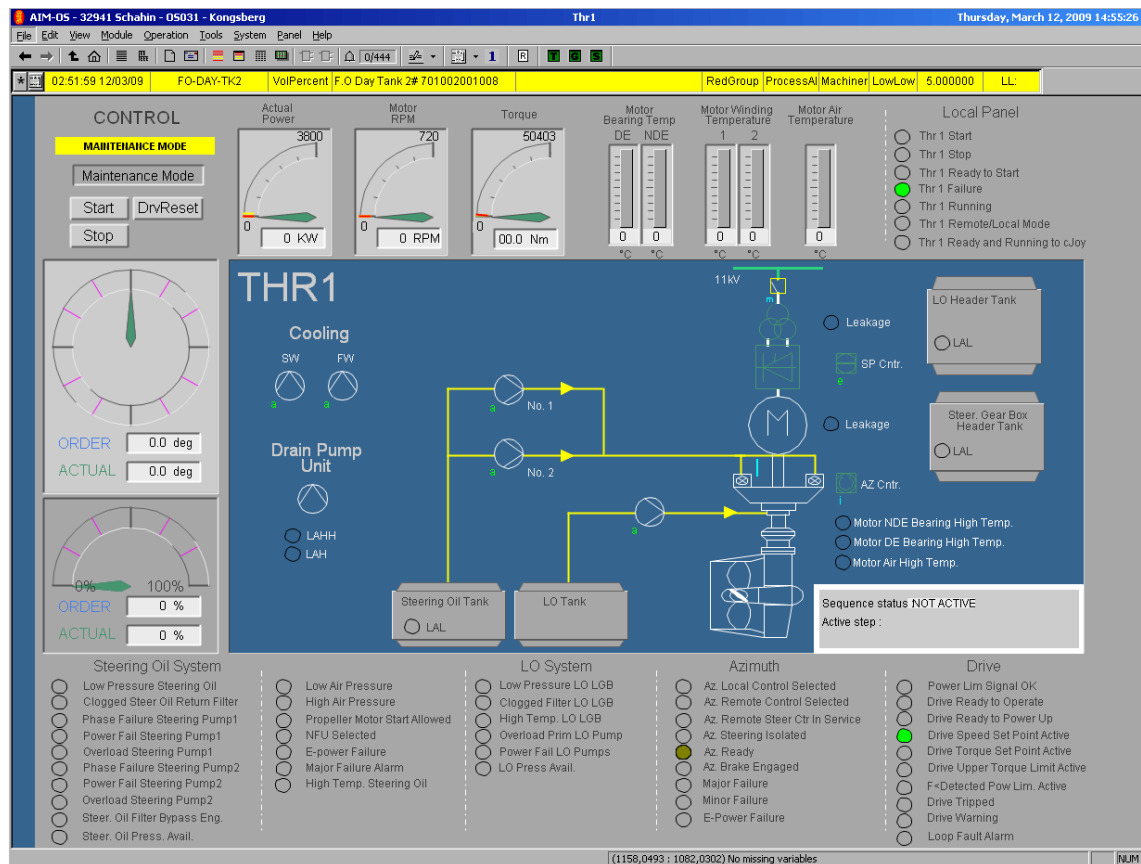 AIM-OS - 32941 Schahin - OS031 - Kongsberg
Thr1
Thursday, March 12, 2009 14:55:26
File Edit View Module Operation Tools System Panel Help
0/444
1
R
T G S
* 02:51:59 12/03/09 FO-DAY-TK2 VolPercent F.O Day Tank 2# 701002001008 RedGroup ProcessAl Machiner LowLow 5.000000 LL:
CONTROL
MAINTENANCE MODE
Maintenance Mode
Start DrvReset
Stop
Actual Power
3800
0
0 KW
Motor RPM
720
0
0 RPM
Torque
50403
0
00.0 Nm
Motor Bearing Temp
DE NDE
0 0
°C °C
Motor Winding Temperature
1 2
0 0
°C °C
Motor Air Temperature
0
°C
Local Panel
Thr 1 Start
Thr 1 Stop
Thr 1 Ready to Start
Thr 1 Failure
Thr 1 Running
Thr 1 Remote/Local Mode
Thr 1 Ready and Running to cJoy
ORDER 0.0 deg
ACTUAL 0.0 deg
0% 100%
ORDER 0 %
ACTUAL 0 %
THR1
Cooling
SW FW
a a
Drain Pump
Unit
LAHH
LAH
a No. 1
a No. 2
a
Steering Oil Tank
LAL
LO Tank
11kV
m
Leakage
SP Cntr.
e
M
Leakage
AZ Cntr.
i
Motor NDE Bearing High Temp.
Motor DE Bearing High Temp.
Motor Air High Temp.
LO Header Tank
LAL
Steer. Gear Box
Header Tank
LAL
Sequence status :NOT ACTIVE
Active step :
Steering Oil System
Low Pressure Steering Oil
Clogged Steer Oil Return Filter
Phase Failure Steering Pump1
Power Fail Steering Pump1
Overload Steering Pump1
Phase Failure Steering Pump2
Power Fail Steering Pump2
Overload Steering Pump2
Steer. Oil Filter Bypass Eng.
Steer. Oil Press. Avail.
Low Air Pressure
High Air Pressure
Propeller Motor Start Allowed
NFU Selected
E-power Failure
Major Failure Alarm
High Temp. Steering Oil
LO System
Low Pressure LO LGB
Clogged Filter LO LGB
High Temp. LO LGB
Overload Prim LO Pump
Power Fail LO Pumps
LO Press Avail.
Azimuth
Az. Local Control Selected
Az. Remote Control Selected
Az. Remote Steer Ctr In Service
Az. Steering Isolated
Az. Ready
Az. Brake Engaged
Major Failure
Minor Failure
E-Power Failure
Drive
Power Lim Signal OK
Drive Ready to Operate
Drive Ready to Power Up
Drive Speed Set Point Active
Drive Torque Set Point Active
Drive Upper Torque Limit Active
F<Detected Pow Lim. Active
Drive Tripped
Drive Warning
Loop Fault Alarm
(1158,0493 : 1082,0302) No missing variables
NUM